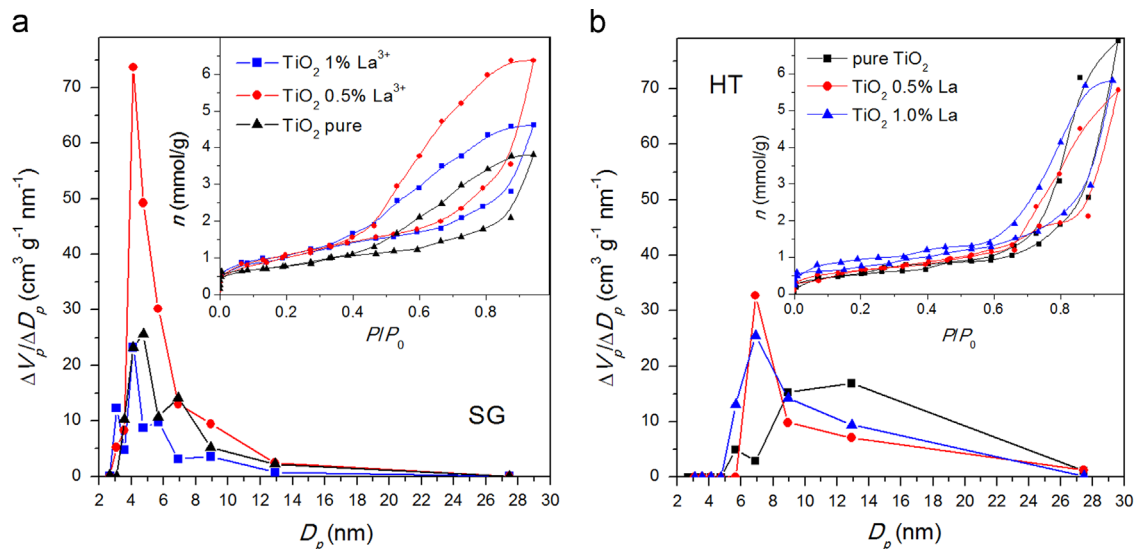 a
b
TiO₂ 1% La³⁺
TiO₂ 0.5% La³⁺
TiO₂ pure
n (mmol/g)
6
5
4
3
2
1
0
0.0 0.2 0.4 0.6 0.8 1.0
P/P₀
SG
ΔVₚ/ΔDₚ (cm³ g⁻¹ nm⁻¹)
70
60
50
40
30
20
10
0
2 4 6 8 10 12 14 16 18 20 22 24 26 28 30
Dₚ (nm)
HT
pure TiO₂
TiO₂ 0.5% La
TiO₂ 1.0% La
n (mmol/g)
6
5
4
3
2
1
0
0.0 0.2 0.4 0.6 0.8 1.0
P/P₀
ΔVₚ/ΔDₚ (cm³ g⁻¹ nm⁻¹)
70
60
50
40
30
20
10
0
2 4 6 8 10 12 14 16 18 20 22 24 26 28 30
Dₚ (nm)